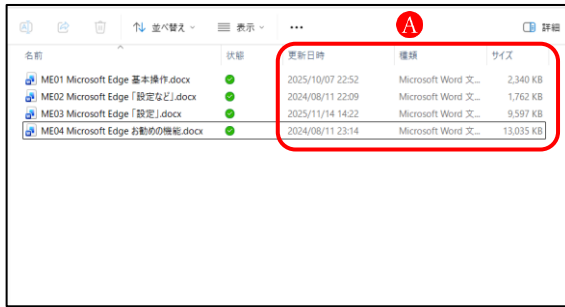 並べ替え 表示 ••• A 詳細
名前 状態 更新日時 種類 サイズ
ME01 Microsoft Edge 基本操作.docx 2025/10/07 22:52 Microsoft Word 文... 2,340 KB
ME02 Microsoft Edge 「設定など」.docx 2024/08/11 22:09 Microsoft Word 文... 1,762 KB
ME03 Microsoft Edge 「設定」.docx 2025/11/14 14:22 Microsoft Word 文... 9,597 KB
ME04 Microsoft Edge お勧めの機能.docx 2024/08/11 23:14 Microsoft Word 文... 13,035 KB